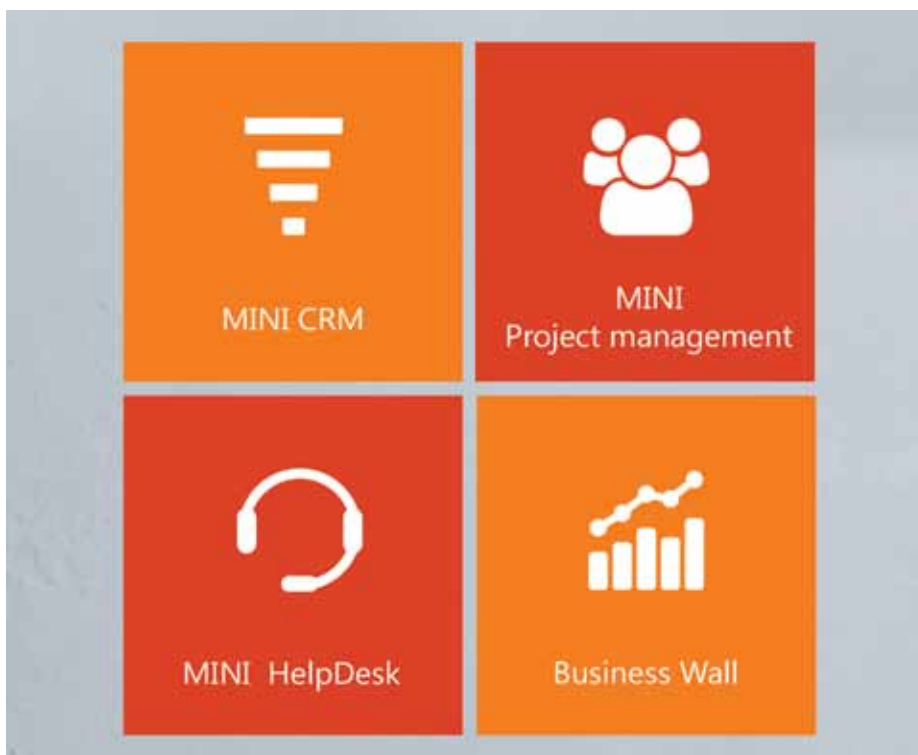 MINI CRM
MINI
Project management
MINI HelpDesk
Business Wall